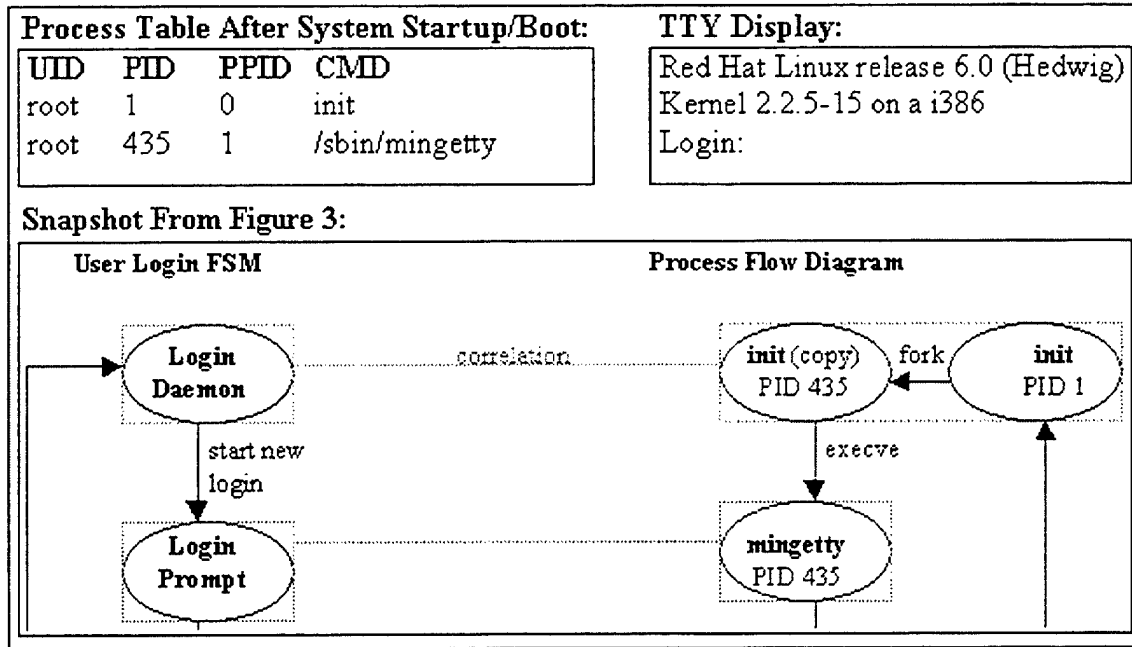 Process Table After System Startup/Boot:
UID PID PPID CMD
root 1 0 init
root 435 1 /sbin/mingetty
TTY Display:
Red Hat Linux release 6.0 (Hedwig)
Kernel 2.2.5-15 on a i386
Login:
Snapshot From Figure 3:
User Login FSM
Process Flow Diagram
Login
Daemon
correlation
init (copy)
PID 435
fork
init
PID 1
start new
login
execve
Login
Prompt
mingetty
PID 435